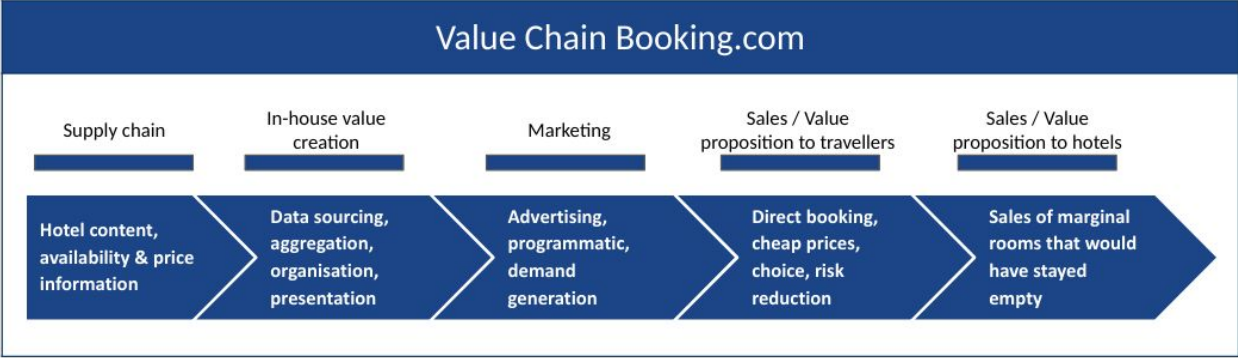 Value Chain Booking.com
Supply chain
In-house value
creation
Marketing
Sales / Value
proposition to travellers
Sales / Value
proposition to hotels
Hotel content,
availability & price
information
Data sourcing,
aggregation,
organisation,
presentation
Advertising,
programmatic,
demand
generation
Direct booking,
cheap prices,
choice, risk
reduction
Sales of marginal
rooms that would
have stayed
empty